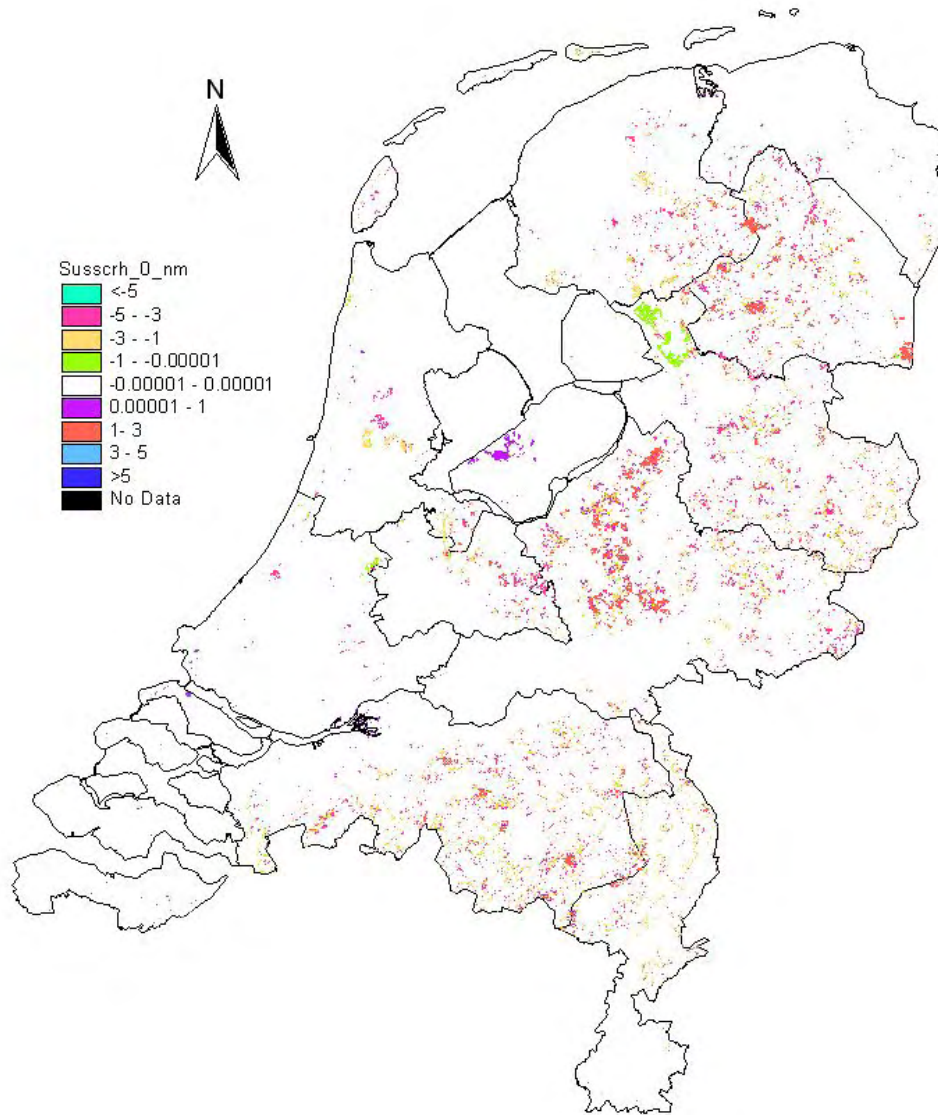 N
Susscrh_0_nm
<-5
-5 - -3
-3 - -1
-1 - -0.00001
-0.00001 - 0.00001
0.00001 - 1
1- 3
3 - 5
>5
No Data